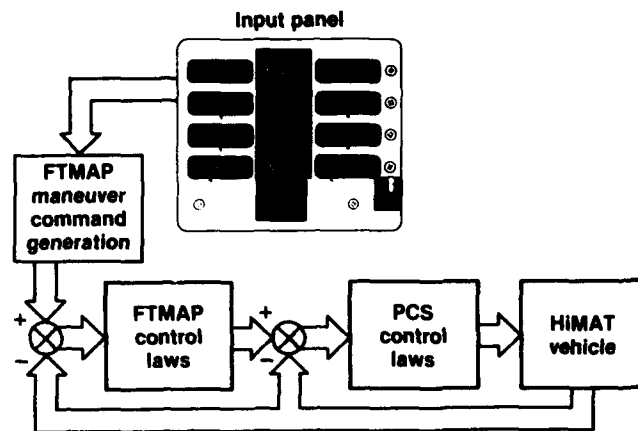 Input panel
FTMAP
maneuver
command
generation
+
−
FTMAP
control
laws
+
−
PCS
control
laws
HiMAT
vehicle